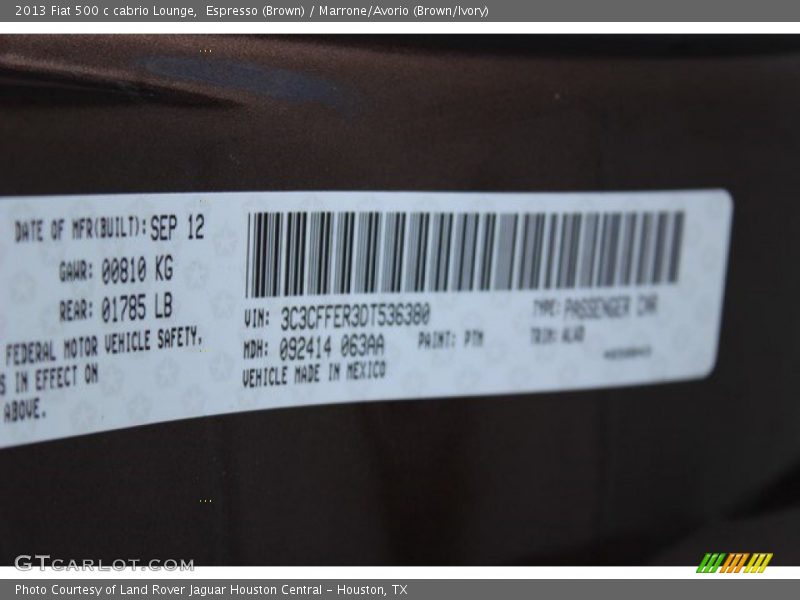 2013 Fiat 500 c cabrio Lounge,  Espresso (Brown) / Marrone/Avorio (Brown/Ivory)
DATE OF MFR(BUILT): SEP 12
GAWR: 00810 KG
REAR: 01785 LB
FEDERAL MOTOR VEHICLE SAFETY,
S IN EFFECT ON
ABOVE.
VIN: 3C3CFFER3DT536380
MDH: 092414 063AA
VEHICLE MADE IN MEXICO
PAINT: PTN
TYPE: PASSENGER CAR
TRIM:
GTCARLOT.COM
Photo Courtesy of Land Rover Jaguar Houston Central – Houston, TX